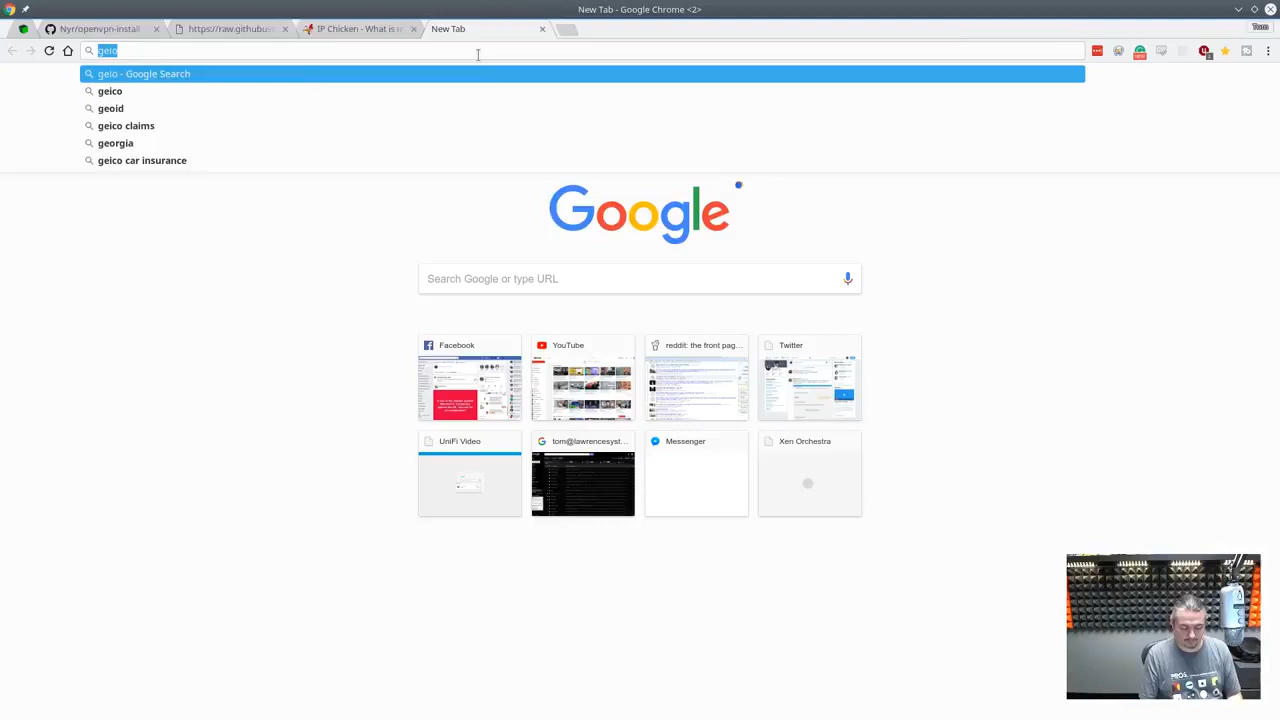 New Tab - Google Chrome <2>
Nyr/openvpn-install
https://raw.githubus
IP Chicken - What is
New Tab
Tom
geio
geio - Google Search
geico
geoid
geico claims
georgia
geico car insurance
Google
Search Google or type URL
Facebook
YouTube
reddit: the front pag...
Twitter
UniFi Video
tom@lawrencesyst...
Messenger
Xen Orchestra